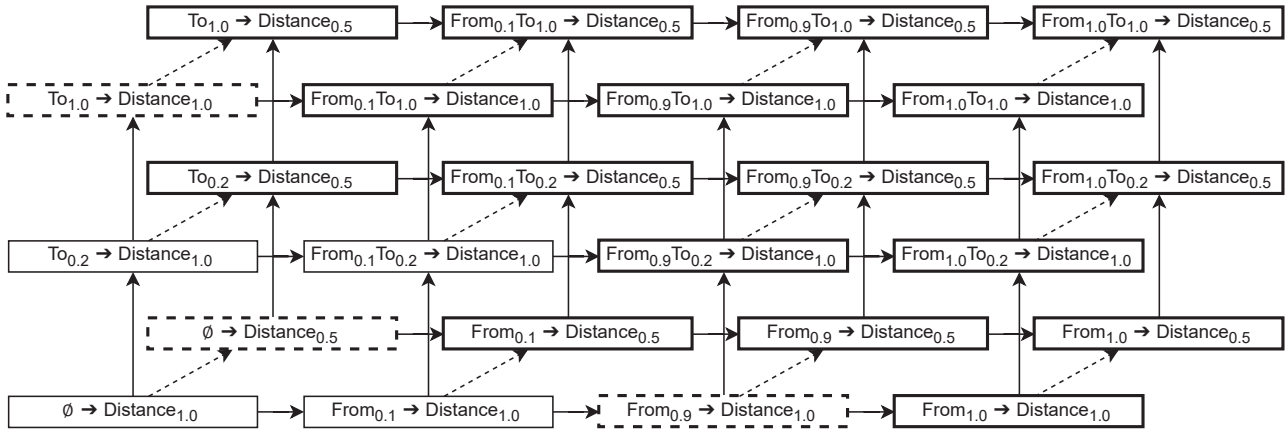 To1.0 ➔ Distance0.5 From0.1To1.0 ➔ Distance0.5 From0.9To1.0 ➔ Distance0.5 From1.0To1.0 ➔ Distance0.5
To1.0 ➔ Distance1.0 From0.1To1.0 ➔ Distance1.0 From0.9To1.0 ➔ Distance1.0 From1.0To1.0 ➔ Distance1.0
To0.2 ➔ Distance0.5 From0.1To0.2 ➔ Distance0.5 From0.9To0.2 ➔ Distance0.5 From1.0To0.2 ➔ Distance0.5
To0.2 ➔ Distance1.0 From0.1To0.2 ➔ Distance1.0 From0.9To0.2 ➔ Distance1.0 From1.0To0.2 ➔ Distance1.0
∅ ➔ Distance0.5 From0.1 ➔ Distance0.5 From0.9 ➔ Distance0.5 From1.0 ➔ Distance0.5
∅ ➔ Distance1.0 From0.1 ➔ Distance1.0 From0.9 ➔ Distance1.0 From1.0 ➔ Distance1.0